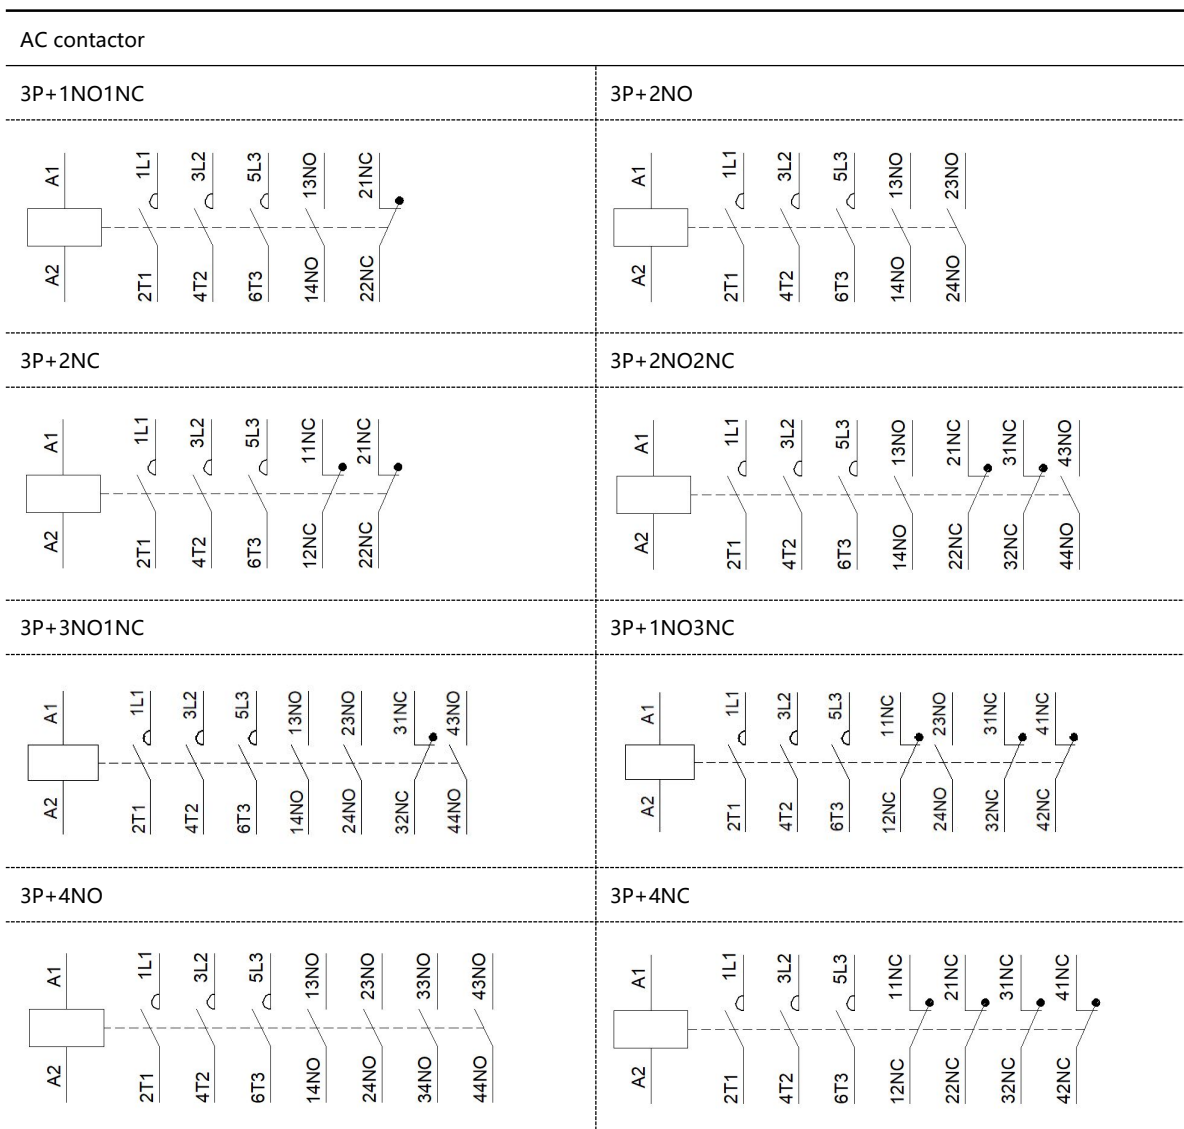 AC contactor
3P+1NO1NC
A1 1L1 3L2 5L3 13NO 21NC
A2 2T1 4T2 6T3 14NO 22NC
3P+2NO
A1 1L1 3L2 5L3 13NO 23NO
A2 2T1 4T2 6T3 14NO 24NO
3P+2NC
A1 1L1 3L2 5L3 11NC 21NC
A2 2T1 4T2 6T3 12NC 22NC
3P+2NO2NC
A1 1L1 3L2 5L3 13NO 21NC 31NC 43NO
A2 2T1 4T2 6T3 14NO 22NC 32NC 44NO
3P+3NO1NC
A1 1L1 3L2 5L3 13NO 23NO 31NC 43NO
A2 2T1 4T2 6T3 14NO 24NO 32NC 44NO
3P+1NO3NC
A1 1L1 3L2 5L3 11NC 23NO 31NC 41NC
A2 2T1 4T2 6T3 12NC 24NO 32NC 42NC
3P+4NO
A1 1L1 3L2 5L3 13NO 23NO 33NO 43NO
A2 2T1 4T2 6T3 14NO 24NO 34NO 44NO
3P+4NC
A1 1L1 3L2 5L3 11NC 21NC 31NC 41NC
A2 2T1 4T2 6T3 12NC 22NC 32NC 42NC